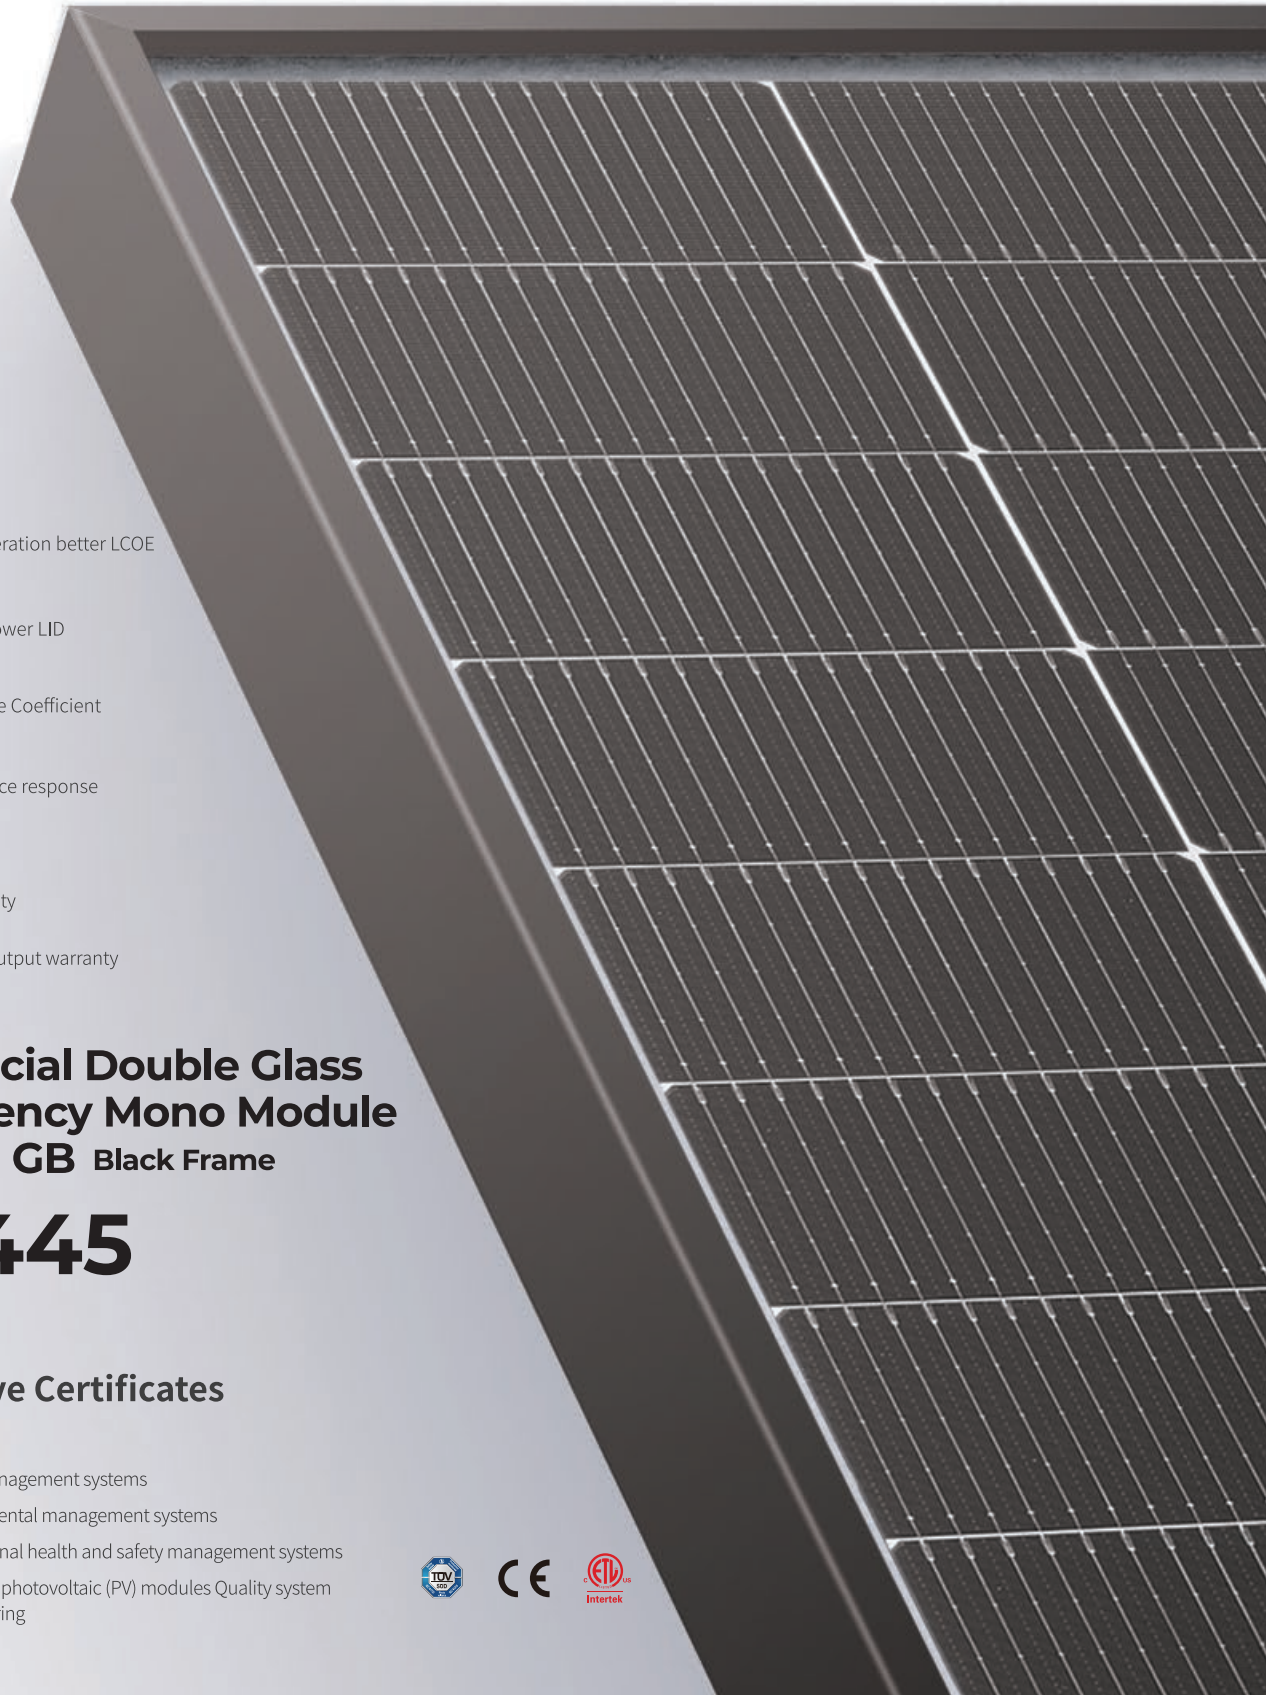 eration better LCOE
ower LID
e Coefficient
ce response
ty
utput warranty
cial Double Glass
ency Mono Module
GB Black Frame
445
ve Certificates
nagement systems
ental management systems
nal health and safety management systems
photovoltaic (PV) modules Quality system
ring
TÜV
SÜD
CE
C ETL US
Intertek